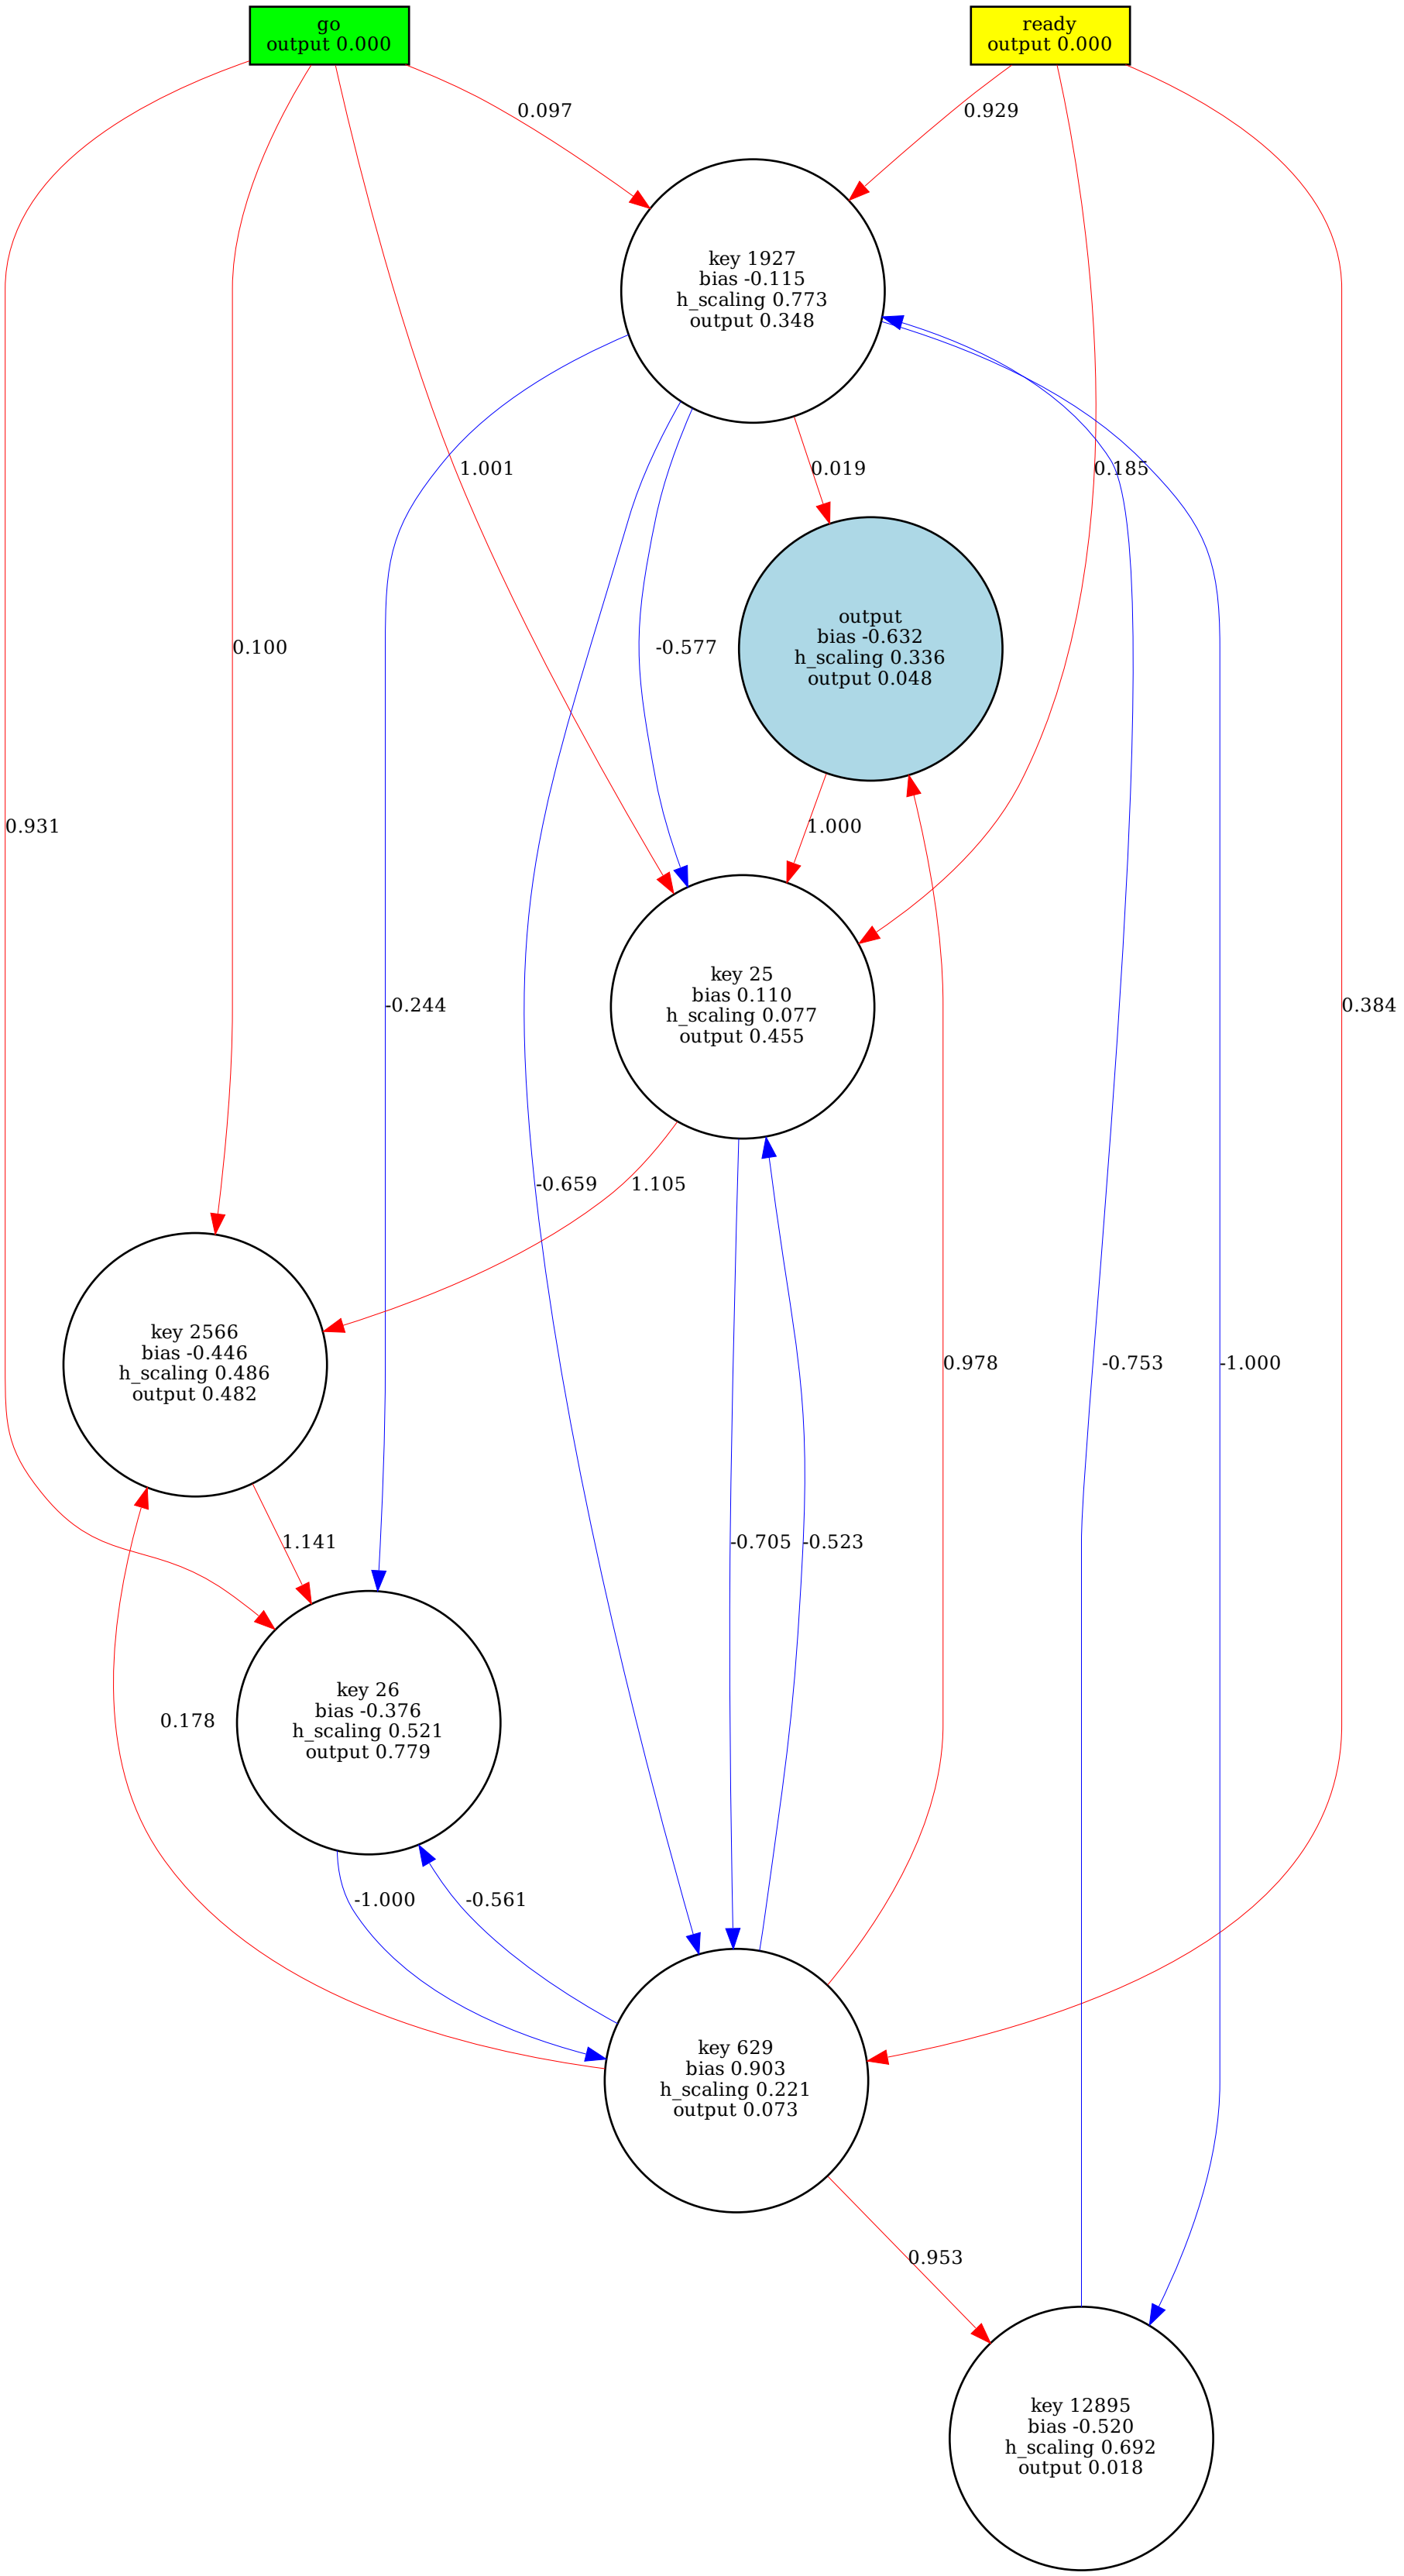 go
output 0.000
ready
output 0.000
0.097
0.929
key 1927
bias -0.115
h_scaling 0.773
output 0.348
1.001
0.019
0.185
0.100
-0.577
output
bias -0.632
h_scaling 0.336
output 0.048
0.931
1.000
-0.244
key 25
bias 0.110
h_scaling 0.077
output 0.455
0.384
-0.659
1.105
key 2566
bias -0.446
h_scaling 0.486
output 0.482
0.978
-0.753
-1.000
1.141
-0.705
-0.523
0.178
key 26
bias -0.376
h_scaling 0.521
output 0.779
-1.000
-0.561
key 629
bias 0.903
h_scaling 0.221
output 0.073
0.953
key 12895
bias -0.520
h_scaling 0.692
output 0.018